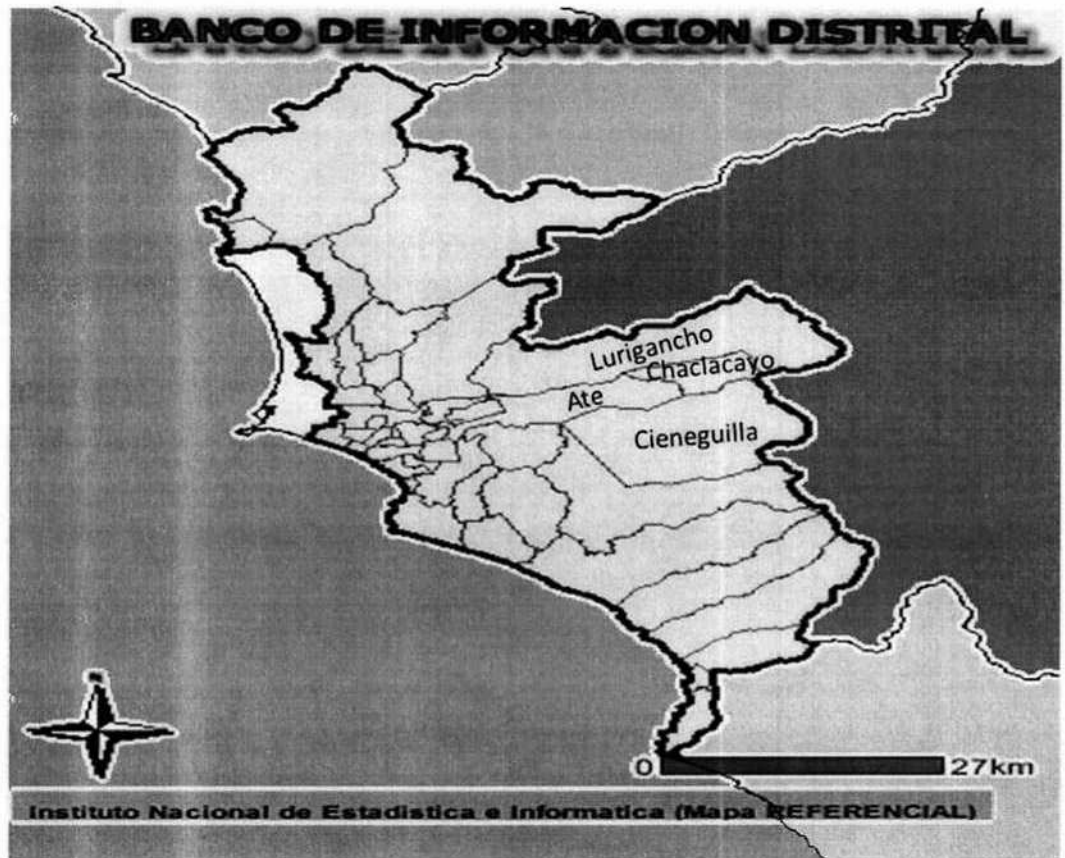 BANCO DE INFORMACION DISTRITAL
Lurigancho
Chaclacayo
Ate
Cieneguilla
N
0 27km
Instituto Nacional de Estadistica e Informatica (Mapa REFERENCIAL)